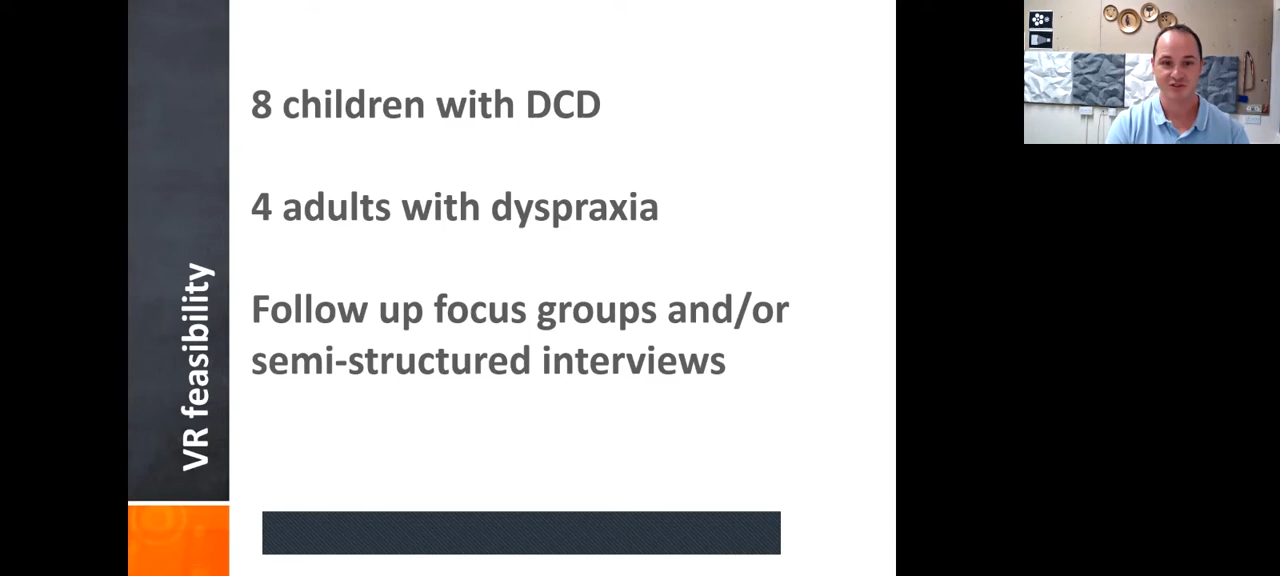 8 children with DCD
4 adults with dyspraxia
Follow up focus groups and/or
semi-structured interviews
VR feasibility